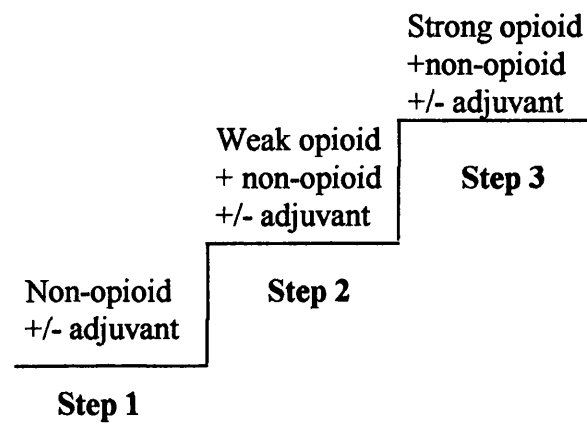 Strong opioid
+non-opioid
+/- adjuvant
Step 3
Weak opioid
+ non-opioid
+/- adjuvant
Step 2
Non-opioid
+/- adjuvant
Step 1